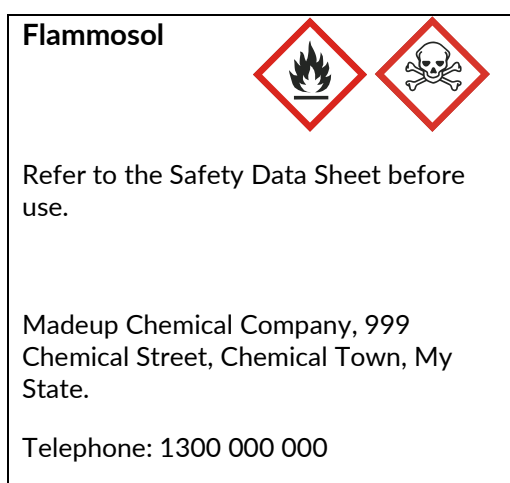 Flammosol
Refer to the Safety Data Sheet before
use.
Madeup Chemical Company, 999
Chemical Street, Chemical Town, My
State.
Telephone: 1300 000 000